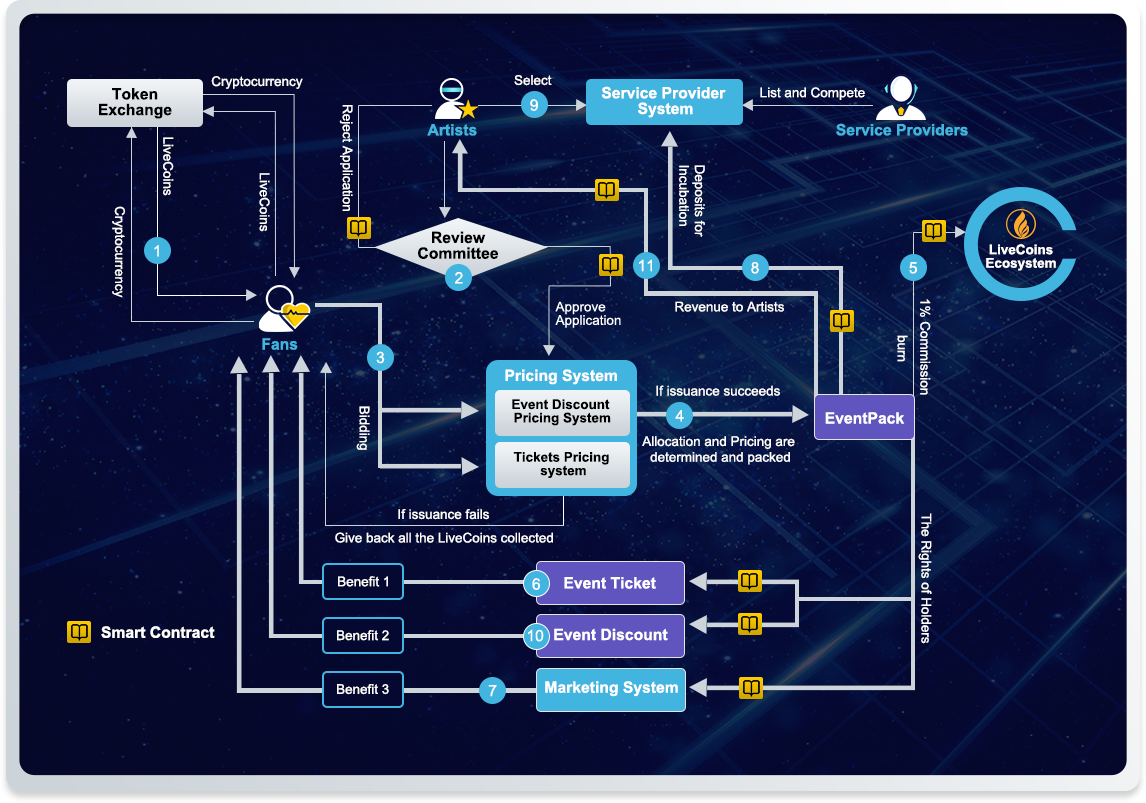 Token
Exchange
Cryptocurrency
LiveCoins
LiveCoins
Cryptocurrency
1
Fans
Reject Application
Artists
Select
9
Service Provider
System
List and Compete
Service Providers
Review
Committee
2
Approve
Application
Deposits for
Incubation
11
8
Revenue to Artists
5
LiveCoins
Ecosystem
1% Commission
burn
3
Bidding
Pricing System
Event Discount
Pricing System
Tickets Pricing
system
If issuance succeeds
4
Allocation and Pricing are
determined and packed
EventPack
If issuance fails
Give back all the LiveCoins collected
The Rights of Holders
Benefit 1
6
Event Ticket
Benefit 2
10
Event Discount
Benefit 3
7
Marketing System
Smart Contract